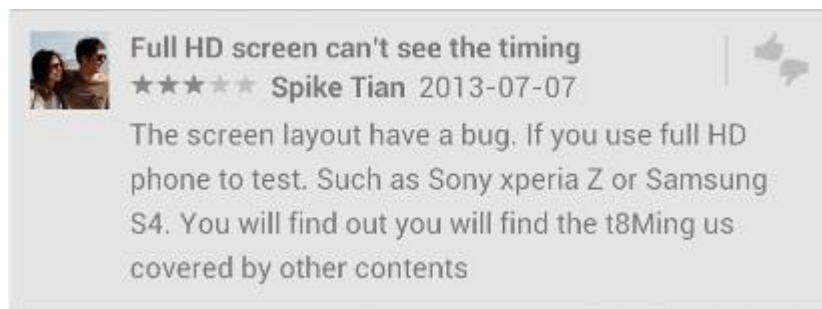 Full HD screen can't see the timing
Spike Tian 2013-07-07
The screen layout have a bug. If you use full HD
phone to test. Such as Sony xperia Z or Samsung
S4. You will find out you will find the t8Ming us
covered by other contents